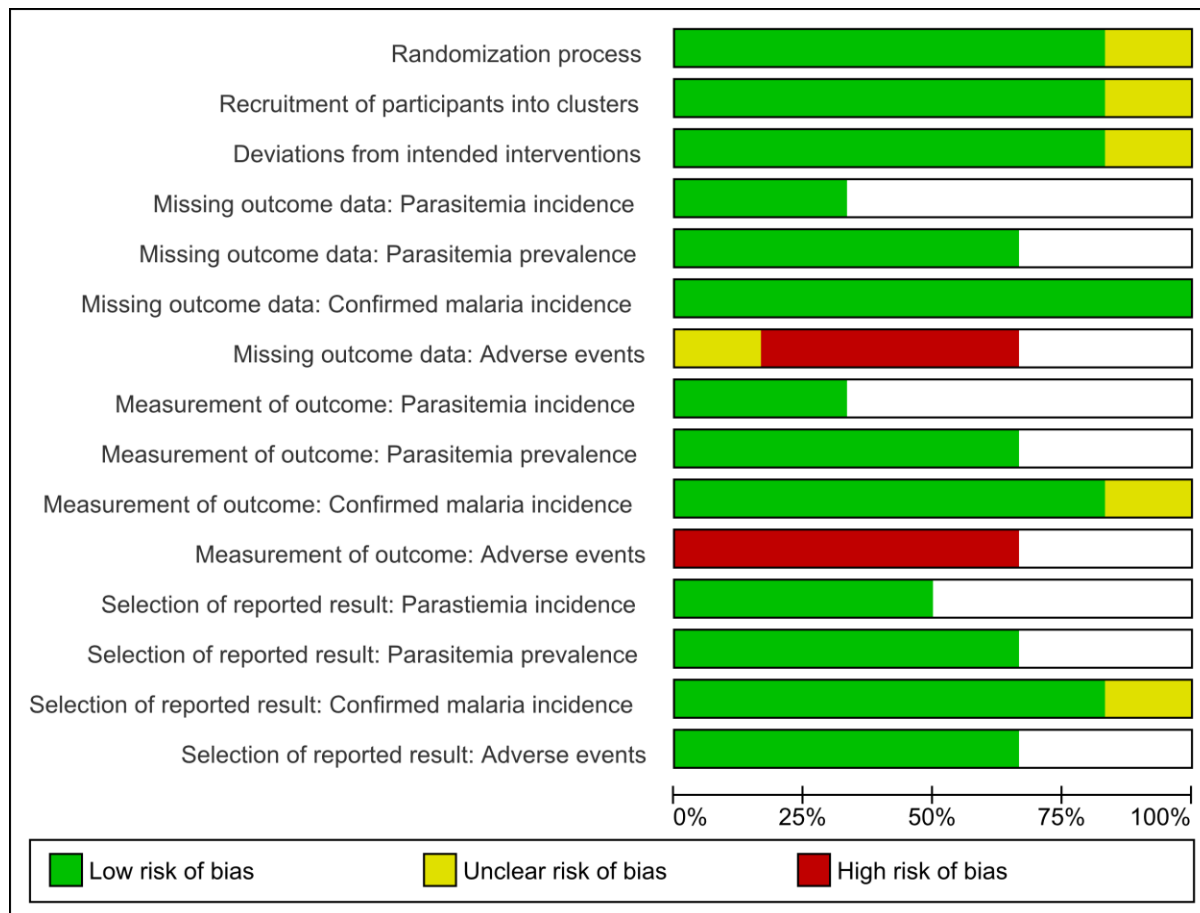 Randomization process
Recruitment of participants into clusters
Deviations from intended interventions
Missing outcome data: Parasitemia incidence
Missing outcome data: Parasitemia prevalence
Missing outcome data: Confirmed malaria incidence
Missing outcome data: Adverse events
Measurement of outcome: Parasitemia incidence
Measurement of outcome: Parasitemia prevalence
Measurement of outcome: Confirmed malaria incidence
Measurement of outcome: Adverse events
Selection of reported result: Parastiemia incidence
Selection of reported result: Parasitemia prevalence
Selection of reported result: Confirmed malaria incidence
Selection of reported result: Adverse events
0% 25% 50% 75% 100%
Low risk of bias Unclear risk of bias High risk of bias